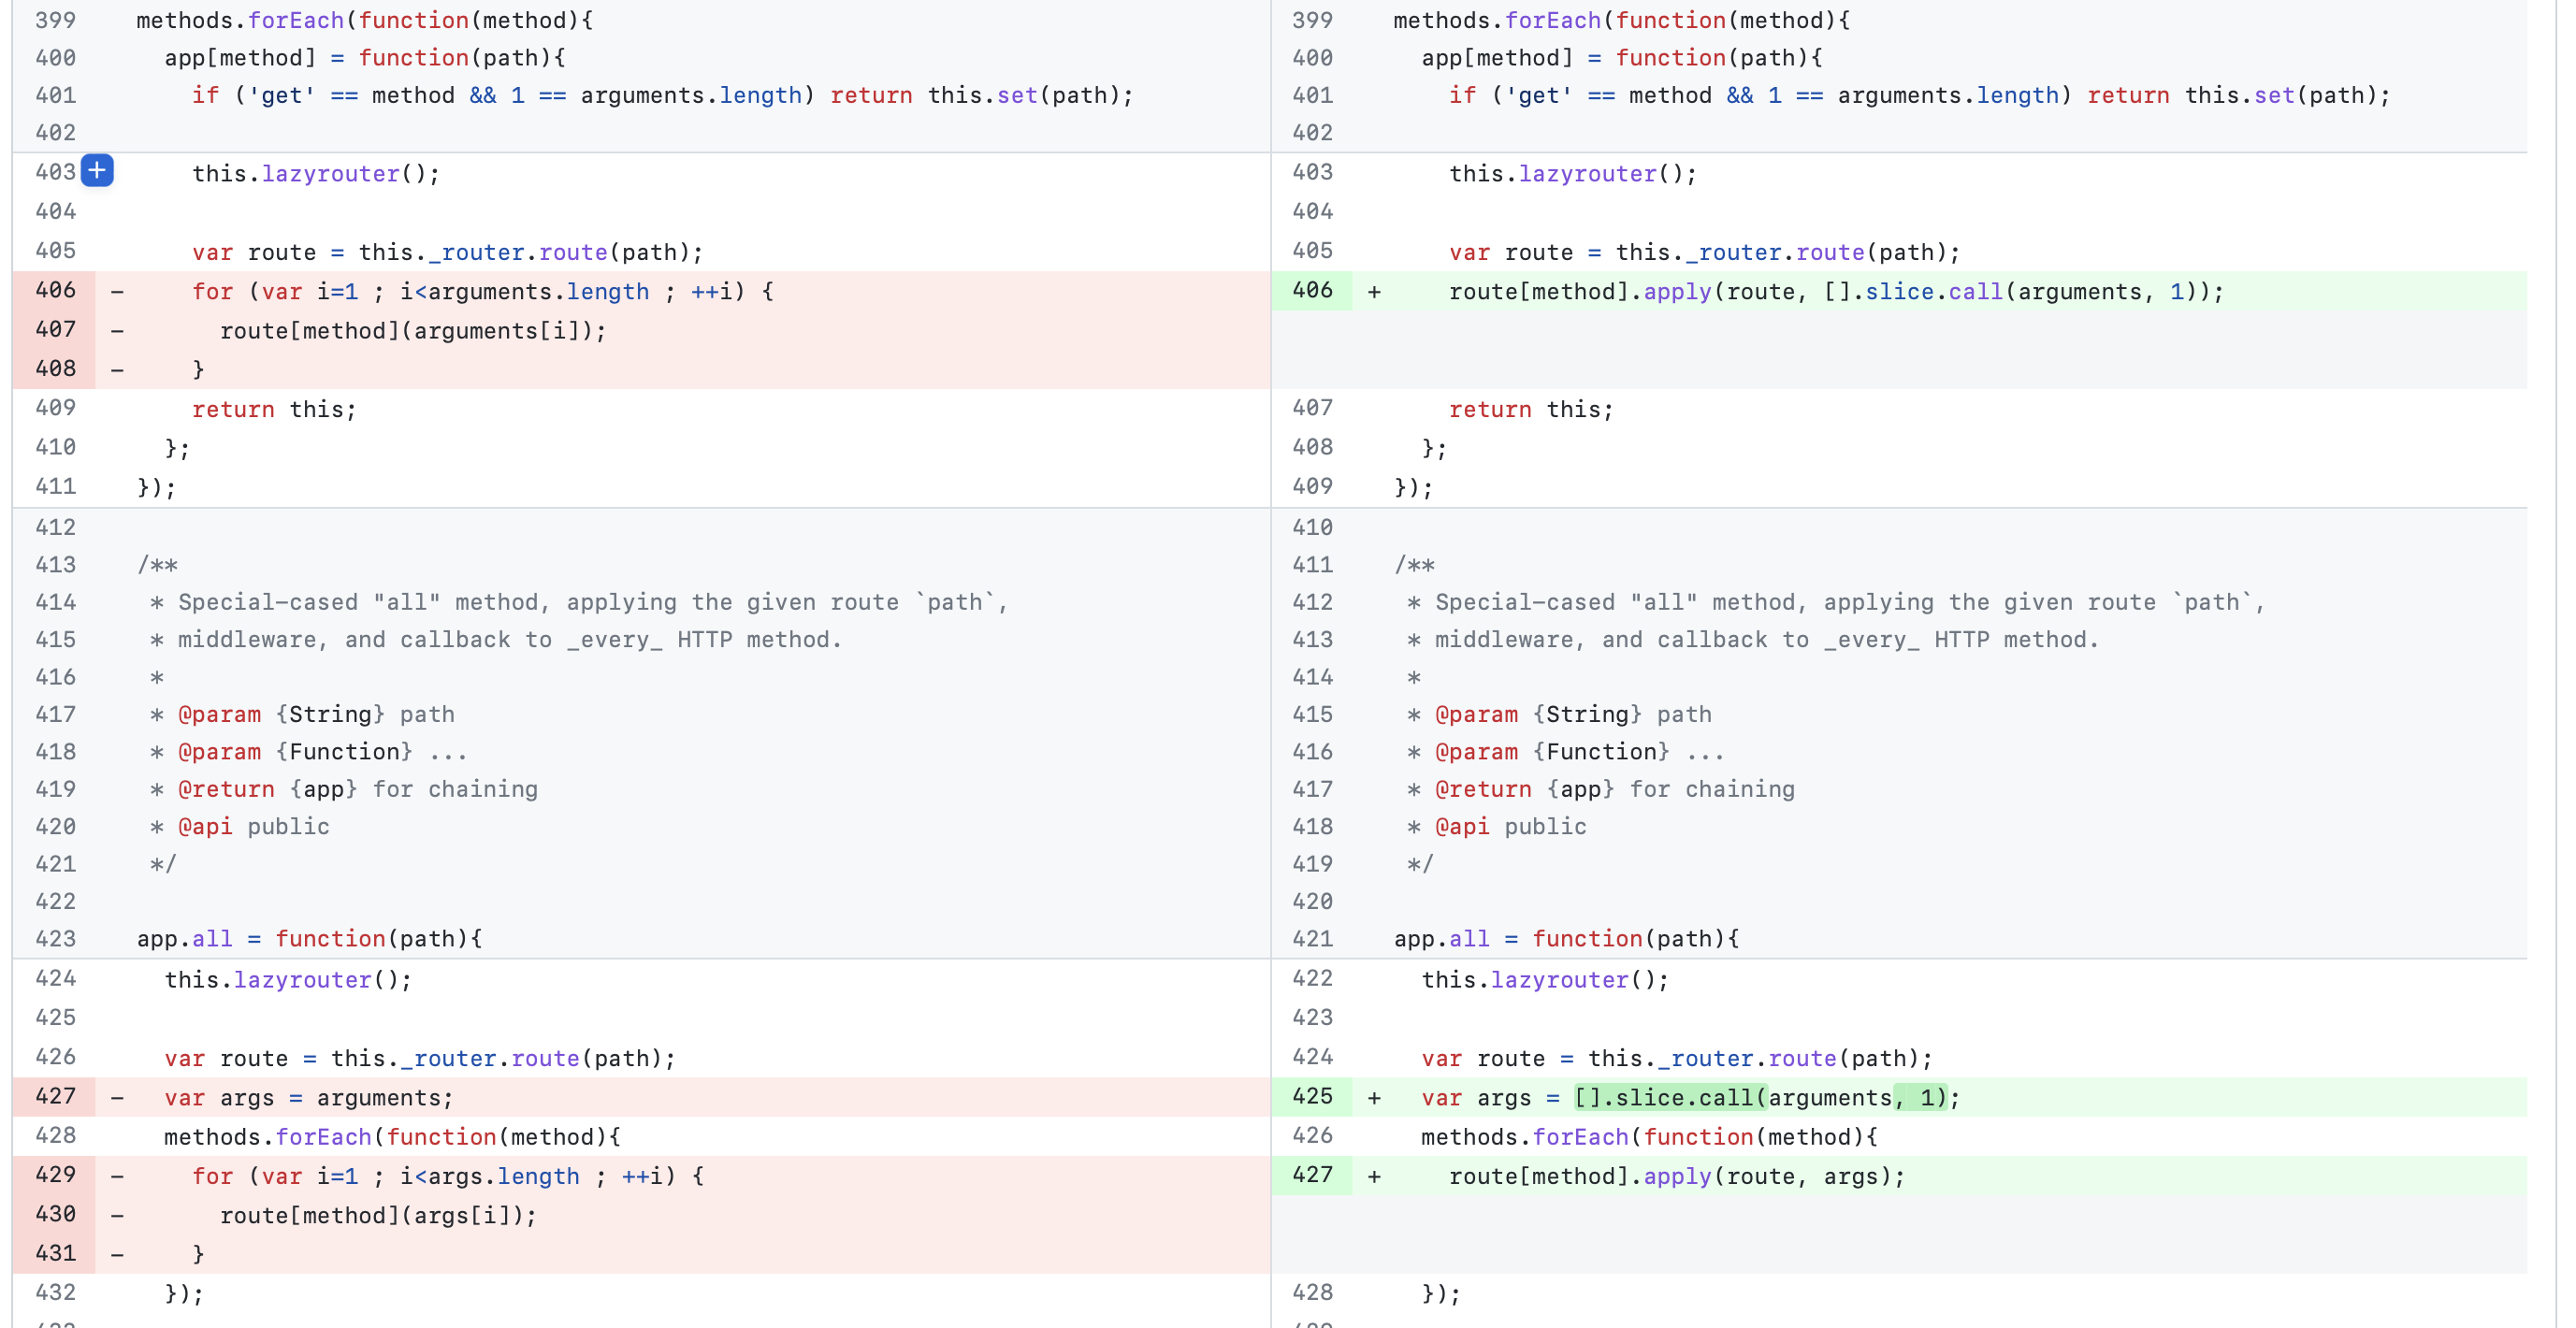 399 methods.forEach(function(method){
400 app[method] = function(path){
401 if ('get' == method && 1 == arguments.length) return this.set(path);
402
403 + this.lazyrouter();
404
405 var route = this._router.route(path);
406 - for (var i=1 ; i<arguments.length ; ++i) {
407 - route[method](arguments[i]);
408 - }
409 return this;
410 };
411 });
412
413 /**
414 * Special-cased "all" method, applying the given route `path`,
415 * middleware, and callback to _every_ HTTP method.
416 *
417 * @param {String} path
418 * @param {Function} ...
419 * @return {app} for chaining
420 * @api public
421 */
422
423 app.all = function(path){
424 this.lazyrouter();
425
426 var route = this._router.route(path);
427 - var args = arguments;
428 methods.forEach(function(method){
429 - for (var i=1 ; i<args.length ; ++i) {
430 - route[method](args[i]);
431 - }
432 });
399 methods.forEach(function(method){
400 app[method] = function(path){
401 if ('get' == method && 1 == arguments.length) return this.set(path);
402
403 this.lazyrouter();
404
405 var route = this._router.route(path);
406 + route[method].apply(route, [].slice.call(arguments, 1));
407 return this;
408 };
409 });
410
411 /**
412 * Special-cased "all" method, applying the given route `path`,
413 * middleware, and callback to _every_ HTTP method.
414 *
415 * @param {String} path
416 * @param {Function} ...
417 * @return {app} for chaining
418 * @api public
419 */
420
421 app.all = function(path){
422 this.lazyrouter();
423
424 var route = this._router.route(path);
425 + var args = [].slice.call(arguments, 1);
426 methods.forEach(function(method){
427 + route[method].apply(route, args);
428 });